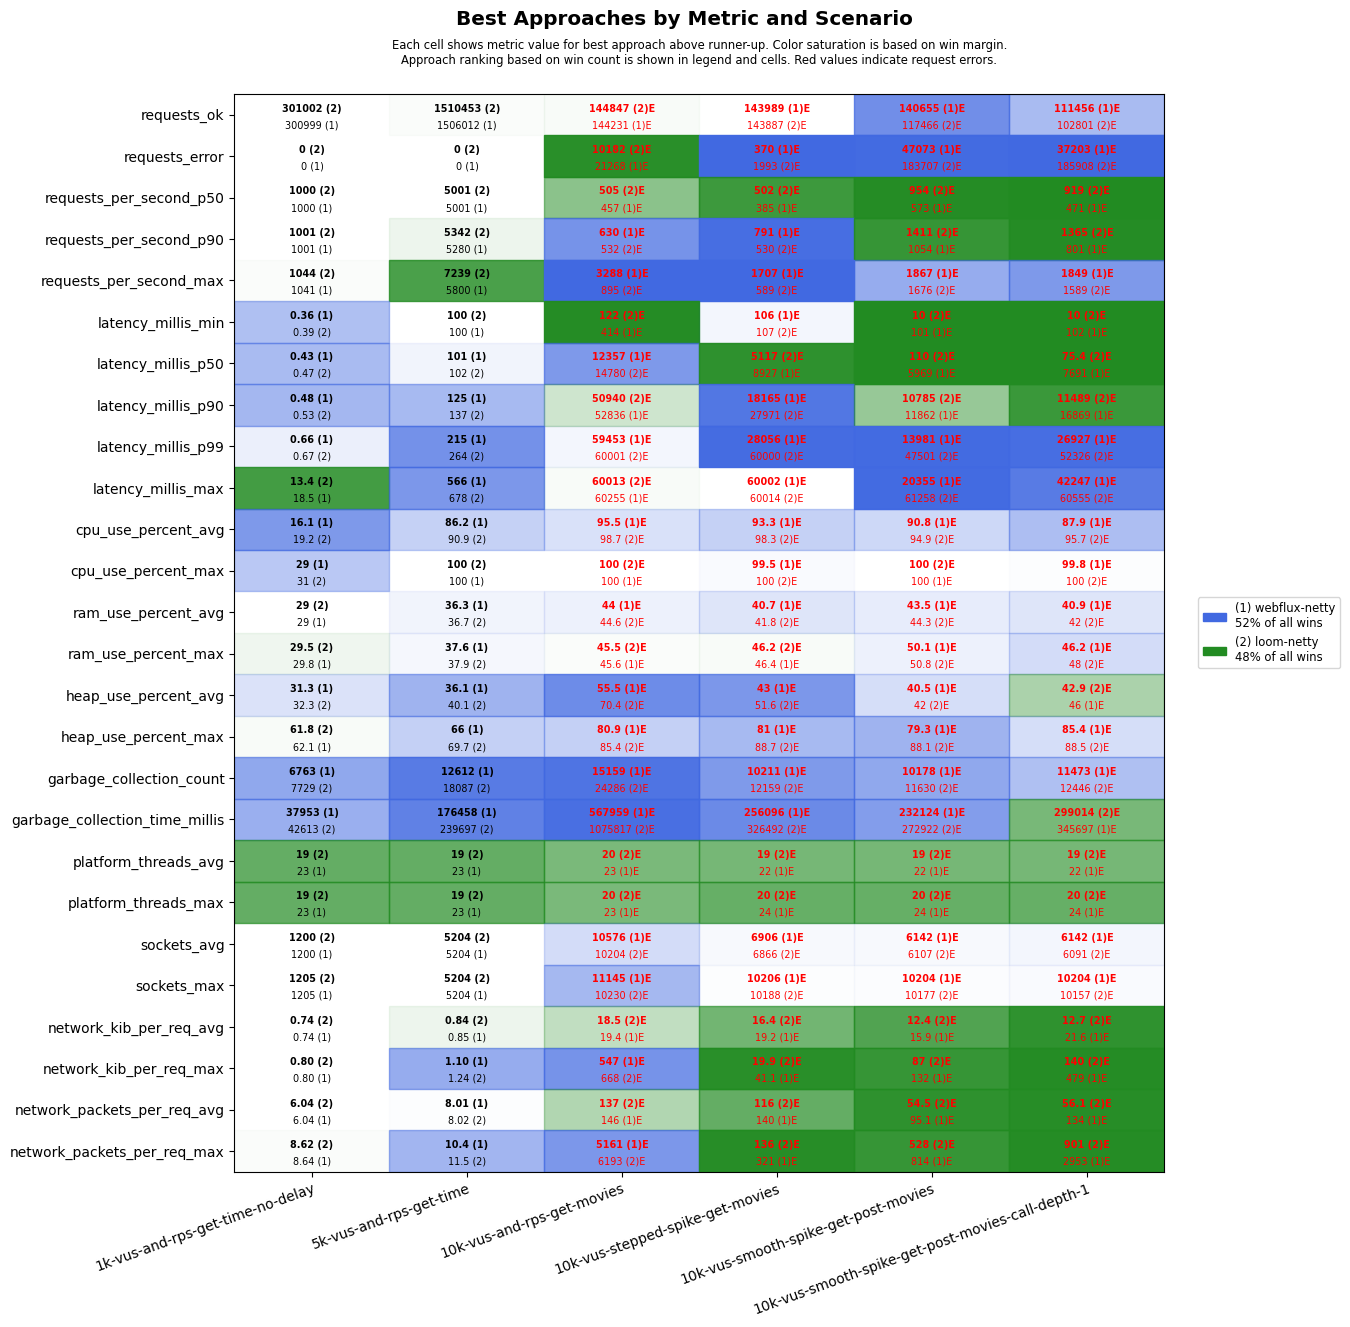 Best Approaches by Metric and Scenario
Each cell shows metric value for best approach above runner-up. Color saturation is based on win margin.
Approach ranking based on win count is shown in legend and cells. Red values indicate request errors.
requests_ok
301002 (2) 1510453 (2) 144847 (2)E 143989 (1)E 140655 (1)E 111456 (1)E
300999 (1) 1506012 (1) 144231 (1)E 143887 (2)E 117466 (2)E 102801 (2)E
requests_error
0 (2) 0 (2) 10182 (2)E 370 (1)E 47073 (1)E 37203 (1)E
0 (1) 0 (1) 21268 (1)E 1993 (2)E 183707 (2)E 185908 (2)E
requests_per_second_p50
1000 (2) 5001 (2) 505 (2)E 502 (2)E 954 (2)E 919 (2)E
1000 (1) 5001 (1) 457 (1)E 385 (1)E 573 (1)E 471 (1)E
requests_per_second_p90
1001 (2) 5342 (2) 630 (1)E 791 (1)E 1411 (2)E 1365 (2)E
1001 (1) 5280 (1) 532 (2)E 530 (2)E 1054 (1)E 801 (1)E
requests_per_second_max
1044 (2) 7239 (2) 3288 (1)E 1707 (1)E 1867 (1)E 1849 (1)E
1041 (1) 5800 (1) 895 (2)E 589 (2)E 1676 (2)E 1589 (2)E
latency_millis_min
0.36 (1) 100 (2) 122 (2)E 106 (1)E 10 (2)E 10 (2)E
0.39 (2) 100 (1) 414 (1)E 107 (2)E 101 (1)E 102 (1)E
latency_millis_p50
0.43 (1) 101 (1) 12357 (1)E 5117 (2)E 110 (2)E 75.4 (2)E
0.47 (2) 102 (2) 14780 (2)E 8927 (1)E 5969 (1)E 7691 (1)E
latency_millis_p90
0.48 (1) 125 (1) 50940 (2)E 18165 (1)E 10785 (2)E 11489 (2)E
0.53 (2) 137 (2) 52836 (1)E 27971 (2)E 11862 (1)E 16869 (1)E
latency_millis_p99
0.66 (1) 215 (1) 59453 (1)E 28056 (1)E 13981 (1)E 26927 (1)E
0.67 (2) 264 (2) 60001 (2)E 60000 (2)E 47501 (2)E 52326 (2)E
latency_millis_max
13.4 (2) 566 (1) 60013 (2)E 60002 (1)E 20355 (1)E 42247 (1)E
18.5 (1) 678 (2) 60255 (1)E 60014 (2)E 61258 (2)E 60555 (2)E
cpu_use_percent_avg
16.1 (1) 86.2 (1) 95.5 (1)E 93.3 (1)E 90.8 (1)E 87.9 (1)E
19.2 (2) 90.9 (2) 98.7 (2)E 98.3 (2)E 94.9 (2)E 95.7 (2)E
cpu_use_percent_max
29 (1) 100 (2) 100 (2)E 99.5 (1)E 100 (2)E 99.8 (1)E
31 (2) 100 (1) 100 (1)E 100 (2)E 100 (1)E 100 (2)E
ram_use_percent_avg
29 (2) 36.3 (1) 44 (1)E 40.7 (1)E 43.5 (1)E 40.9 (1)E
29 (1) 36.7 (2) 44.6 (2)E 41.8 (2)E 44.3 (2)E 42 (2)E
ram_use_percent_max
29.5 (2) 37.6 (1) 45.5 (2)E 46.2 (2)E 50.1 (1)E 46.2 (1)E
29.8 (1) 37.9 (2) 45.6 (1)E 46.4 (1)E 50.8 (2)E 48 (2)E
heap_use_percent_avg
31.3 (1) 36.1 (1) 55.5 (1)E 43 (1)E 40.5 (1)E 42.9 (2)E
32.3 (2) 40.1 (2) 70.4 (2)E 51.6 (2)E 42 (2)E 46 (1)E
heap_use_percent_max
61.8 (2) 66 (1) 80.9 (1)E 81 (1)E 79.3 (1)E 85.4 (1)E
62.1 (1) 69.7 (2) 85.4 (2)E 88.7 (2)E 88.1 (2)E 88.5 (2)E
garbage_collection_count
6763 (1) 12612 (1) 15159 (1)E 10211 (1)E 10178 (1)E 11473 (1)E
7729 (2) 18087 (2) 24286 (2)E 12159 (2)E 11630 (2)E 12446 (2)E
garbage_collection_time_millis
37953 (1) 176458 (1) 567959 (1)E 256096 (1)E 232124 (1)E 299014 (2)E
42613 (2) 239697 (2) 1075817 (2)E 326492 (2)E 272922 (2)E 345697 (1)E
platform_threads_avg
19 (2) 19 (2) 20 (2)E 19 (2)E 19 (2)E 19 (2)E
23 (1) 23 (1) 23 (1)E 22 (1)E 22 (1)E 22 (1)E
platform_threads_max
19 (2) 19 (2) 20 (2)E 20 (2)E 20 (2)E 20 (2)E
23 (1) 23 (1) 23 (1)E 24 (1)E 24 (1)E 24 (1)E
sockets_avg
1200 (2) 5204 (2) 10576 (1)E 6906 (1)E 6142 (1)E 6142 (1)E
1200 (1) 5204 (1) 10204 (2)E 6866 (2)E 6107 (2)E 6091 (2)E
sockets_max
1205 (2) 5204 (2) 11145 (1)E 10206 (1)E 10204 (1)E 10204 (1)E
1205 (1) 5204 (1) 10230 (2)E 10188 (2)E 10177 (2)E 10157 (2)E
network_kib_per_req_avg
0.74 (2) 0.84 (2) 18.5 (2)E 16.4 (2)E 12.4 (2)E 12.7 (2)E
0.74 (1) 0.85 (1) 19.4 (1)E 19.2 (1)E 15.9 (1)E 21.6 (1)E
network_kib_per_req_max
0.80 (2) 1.10 (1) 547 (1)E 19.9 (2)E 87 (2)E 140 (2)E
0.80 (1) 1.24 (2) 668 (2)E 41.1 (1)E 132 (1)E 479 (1)E
network_packets_per_req_avg
6.04 (2) 8.01 (1) 137 (2)E 116 (2)E 54.5 (2)E 56.1 (2)E
6.04 (1) 8.02 (2) 146 (1)E 140 (1)E 95.1 (1)E 134 (1)E
network_packets_per_req_max
8.62 (2) 10.4 (1) 5161 (1)E 136 (2)E 528 (2)E 901 (2)E
8.64 (1) 11.5 (2) 6193 (2)E 321 (1)E 814 (1)E 2953 (1)E
1k-vus-and-rps-get-time-no-delay
5k-vus-and-rps-get-time
10k-vus-and-rps-get-movies
10k-vus-stepped-spike-get-movies
10k-vus-smooth-spike-get-post-movies
10k-vus-smooth-spike-get-post-movies-call-depth-1
(1) webflux-netty
52% of all wins
(2) loom-netty
48% of all wins